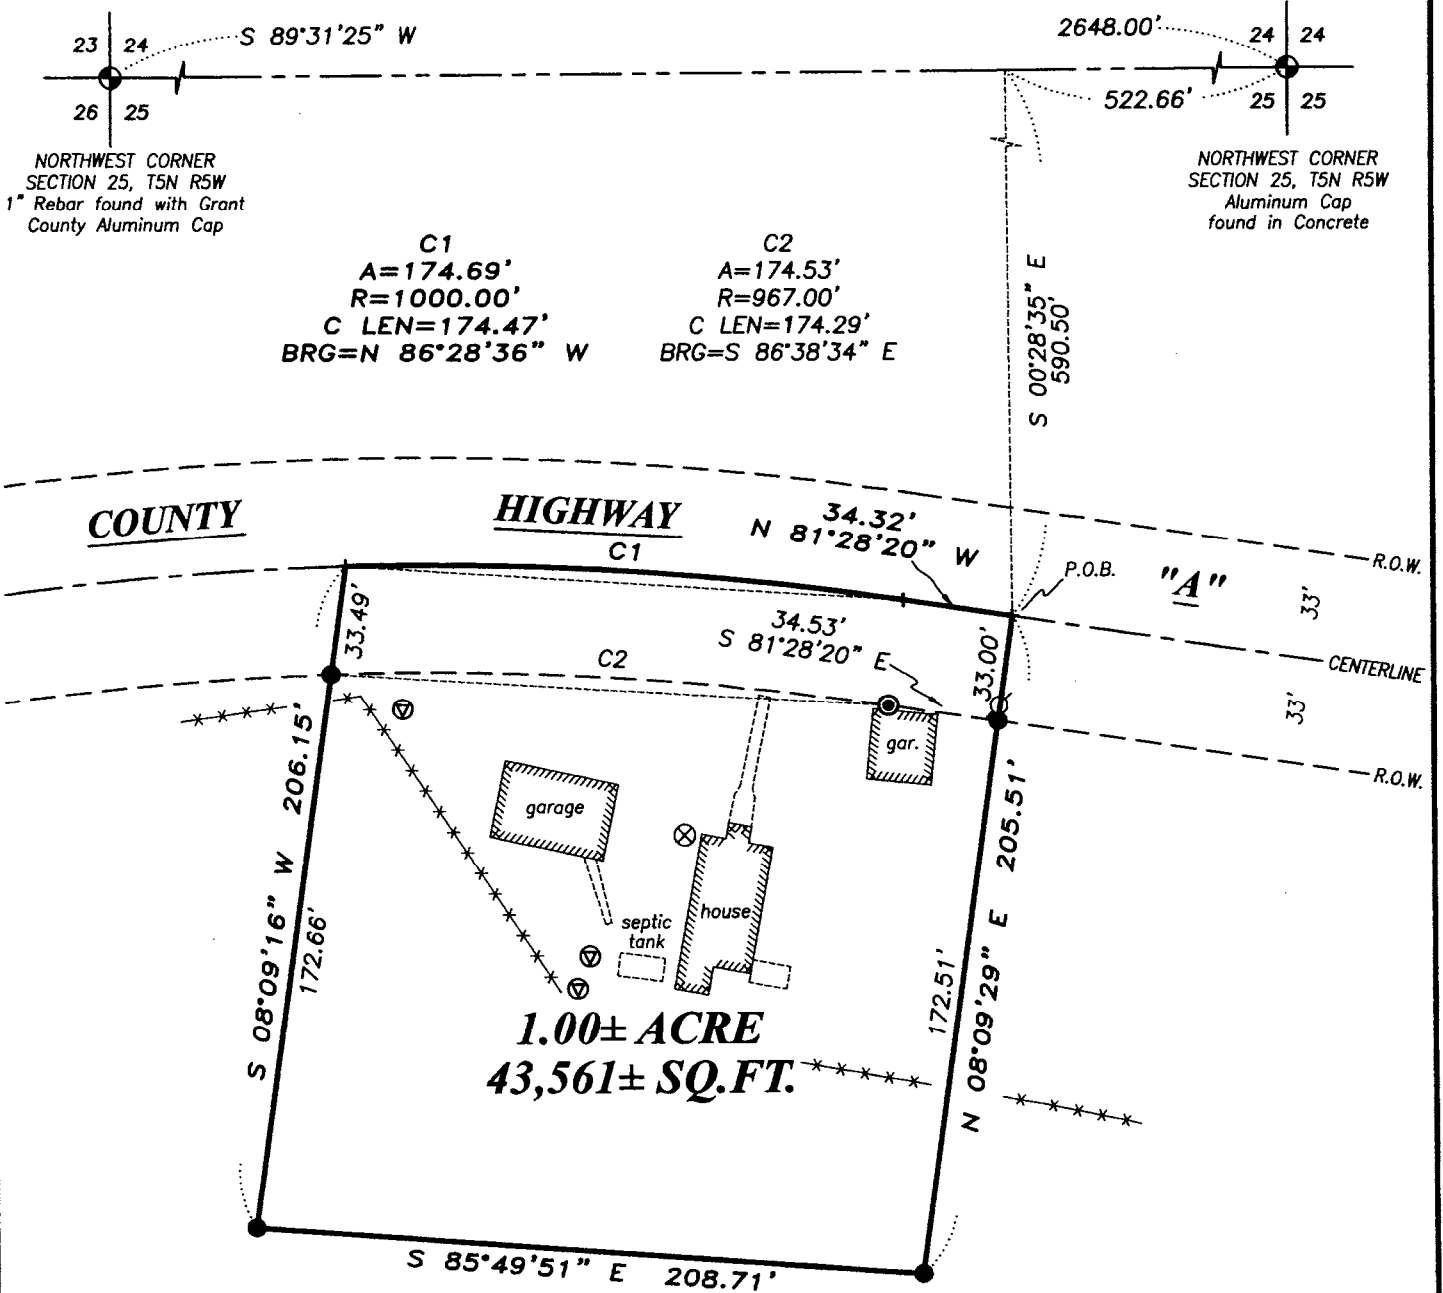 23 24
S 89°31'25" W
2648.00'
24 24
26 25
522.66'
25 25
NORTHWEST CORNER
SECTION 25, T5N R5W
1" Rebar found with Grant
County Aluminum Cap
NORTHWEST CORNER
SECTION 25, T5N R5W
Aluminum Cap
found in Concrete
C1
A=174.69'
R=1000.00'
C LEN=174.47'
BRG=N 86°28'36" W
C2
A=174.53'
R=967.00'
C LEN=174.29'
BRG=S 86°38'34" E
S 00°28'35" E
590.50'
COUNTY
HIGHWAY
"A"
C1
34.32'
N 81°28'20" W
P.O.B.
R.O.W.
33'
CENTERLINE
33'
R.O.W.
33.49'
34.53'
S 81°28'20" E
C2
33.00'
gar.
garage
house
septic
tank
S 08°09'16" W 206.15'
172.66'
N 08°09'29" E 205.51'
172.51'
1.00± ACRE
43,561± SQ.FT.
S 85°49'51" E 208.71'